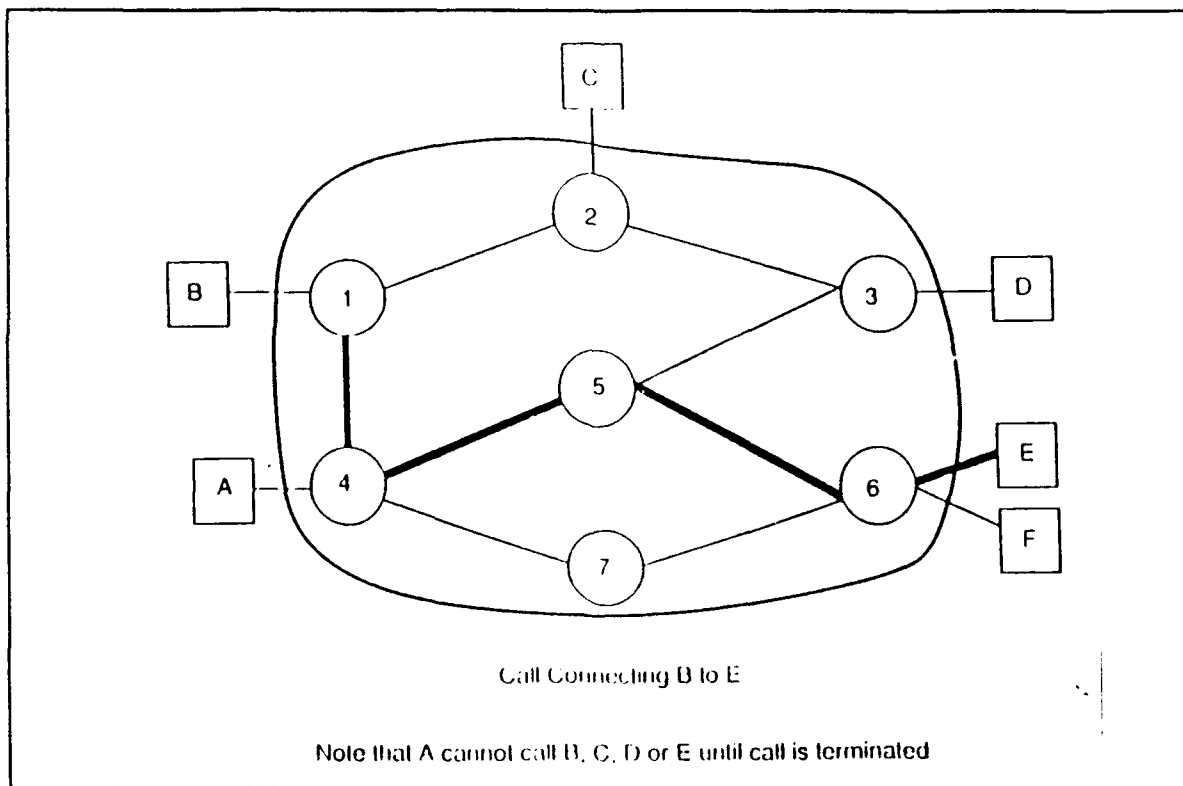 C
2
B
1
3
D
5
A
4
6
E
7
F
Call Connecting B to E
Note that A cannot call B, C, D or E until call is terminated